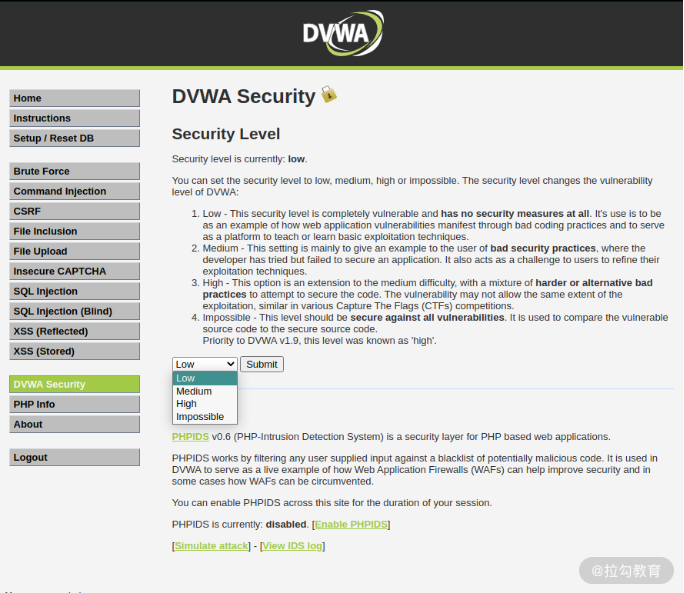 DVWA
Home
Instructions
Setup / Reset DB
Brute Force
Command Injection
CSRF
File Inclusion
File Upload
Insecure CAPTCHA
SQL Injection
SQL Injection (Blind)
XSS (Reflected)
XSS (Stored)
DVWA Security
PHP Info
About
Logout
DVWA Security
Security Level
Security level is currently: low.
You can set the security level to low, medium, high or impossible. The security level changes the vulnerability
level of DVWA:
1. Low - This security level is completely vulnerable and has no security measures at all. It's use is to be
as an example of how web application vulnerabilities manifest through bad coding practices and to serve
as a platform to teach or learn basic exploitation techniques.
2. Medium - This setting is mainly to give an example to the user of bad security practices, where the
developer has tried but failed to secure an application. It also acts as a challenge to users to refine their
exploitation techniques.
3. High - This option is an extension to the medium difficulty, with a mixture of harder or alternative bad
practices to attempt to secure the code. The vulnerability may not allow the same extent of the
exploitation, similar in various Capture The Flags (CTFs) competitions.
4. Impossible - This level should be secure against all vulnerabilities. It is used to compare the vulnerable
source code to the secure source code.
Priority to DVWA v1.9, this level was known as 'high'.
Low Submit
Low
Medium
High
Impossible
PHPIDS v0.6 (PHP-Intrusion Detection System) is a security layer for PHP based web applications.
PHPIDS works by filtering any user supplied input against a blacklist of potentially malicious code. It is used in
DVWA to serve as a live example of how Web Application Firewalls (WAFs) can help improve security and in
some cases how WAFs can be circumvented.
You can enable PHPIDS across this site for the duration of your session.
PHPIDS is currently: disabled. [Enable PHPIDS]
[Simulate attack] - [View IDS log]
@拉勾教育